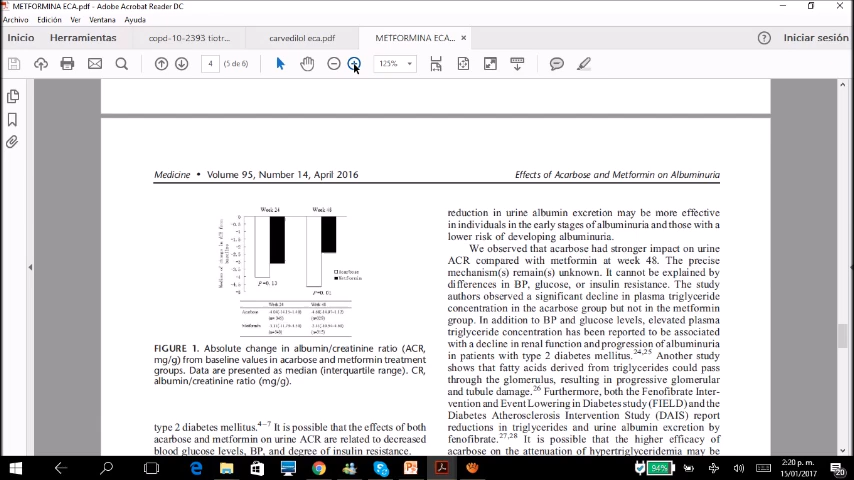 METFORMINA ECA.pdf - Adobe Acrobat Reader DC
Archivo Edición Ver Ventana Ayuda
Inicio Herramientas copd-10-2393 tiotr... carvedilol eca.pdf METFORMINA ECA... × Iniciar sesión
4 (5 de 6) 125%
Medicine • Volume 95, Number 14, April 2016
Effects of Acarbose and Metformin on Albuminuria
Week 24 Week 48
Acarbose
Metformin
P=0.13
P=0.01
Week 24 Week 48
Acarbose
Metformin
FIGURE 1. Absolute change in albumin/creatinine ratio (ACR,
mg/g) from baseline values in acarbose and metformin treatment
groups. Data are presented as median (interquartile range). CR,
albumin/creatinine ratio (mg/g).
type 2 diabetes mellitus.4–7 It is possible that the effects of both
acarbose and metformin on urine ACR are related to decreased
blood glucose levels, BP, and degree of insulin resistance.
reduction in urine albumin excretion may be more effective
in individuals in the early stages of albuminuria and those with a
lower risk of developing albuminuria.
We observed that acarbose had stronger impact on urine
ACR compared with metformin at week 48. The precise
mechanism(s) remain(s) unknown. It cannot be explained by
differences in BP, glucose, or insulin resistance. The study
authors observed a significant decline in plasma triglyceride
concentration in the acarbose group but not in the metformin
group. In addition to BP and glucose levels, elevated plasma
triglyceride concentration has been reported to be associated
with a decline in renal function and progression of albuminuria
in patients with type 2 diabetes mellitus.24,25 Another study
shows that fatty acids derived from triglycerides could pass
through the glomerulus, resulting in progressive glomerular
and tubule damage.26 Furthermore, both the Fenofibrate Inter-
vention and Event Lowering in Diabetes study (FIELD) and the
Diabetes Atherosclerosis Intervention Study (DAIS) report
reductions in triglycerides and urine albumin excretion by
fenofibrate.27,28 It is possible that the higher efficacy of
acarbose on the attenuation of hypertriglyceridemia may be
94% 2:20 p. m.
15/01/2017 20